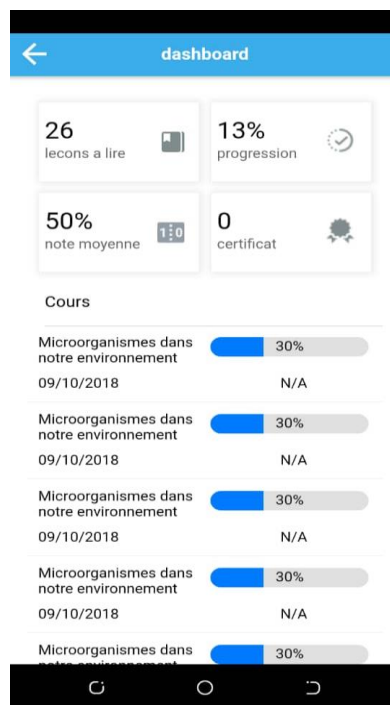 dashboard
26
lecons a lire
13%
progression
50%
note moyenne
1 0
0
certificat
Cours
Microorganismes dans
notre environnement
30%
09/10/2018
N/A
Microorganismes dans
notre environnement
30%
09/10/2018
N/A
Microorganismes dans
notre environnement
30%
09/10/2018
N/A
Microorganismes dans
notre environnement
30%
09/10/2018
N/A
Microorganismes dans
30%